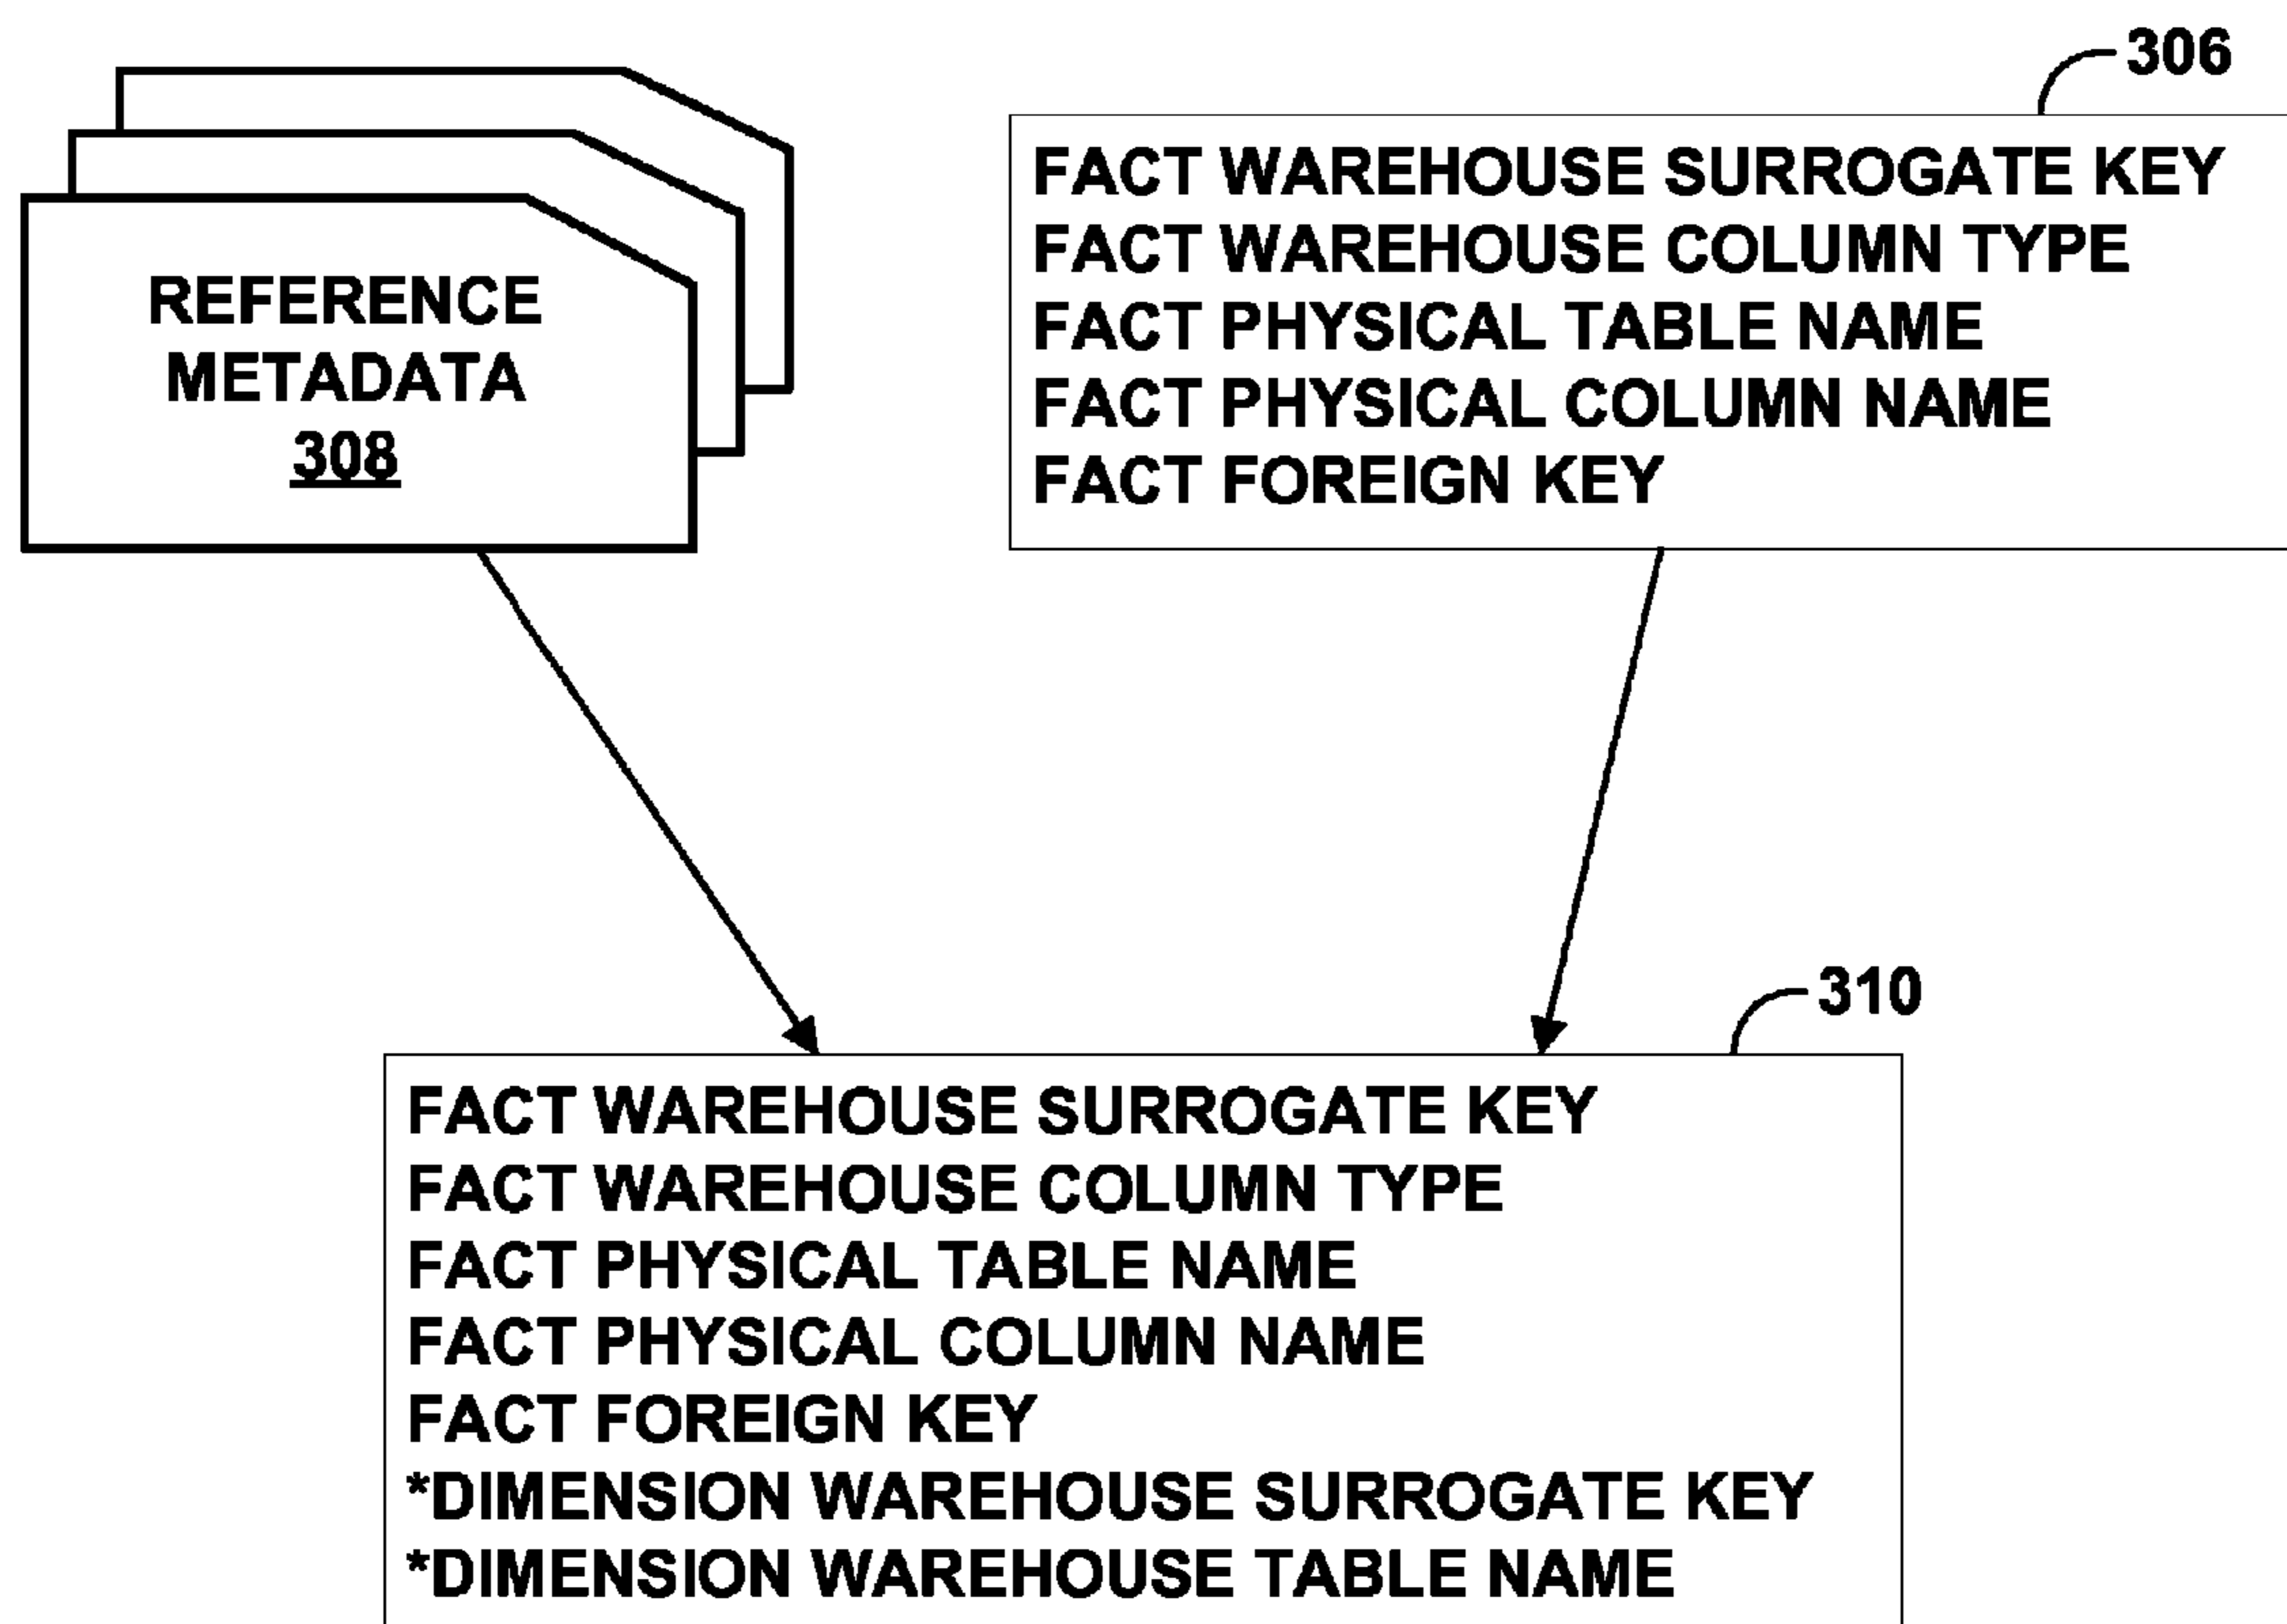 REFERENCE
METADATA
308
306
FACT WAREHOUSE SURROGATE KEY
FACT WAREHOUSE COLUMN TYPE
FACT PHYSICAL TABLE NAME
FACT PHYSICAL COLUMN NAME
FACT FOREIGN KEY
310
FACT WAREHOUSE SURROGATE KEY
FACT WAREHOUSE COLUMN TYPE
FACT PHYSICAL TABLE NAME
FACT PHYSICAL COLUMN NAME
FACT FOREIGN KEY
*DIMENSION WAREHOUSE SURROGATE KEY
*DIMENSION WAREHOUSE TABLE NAME